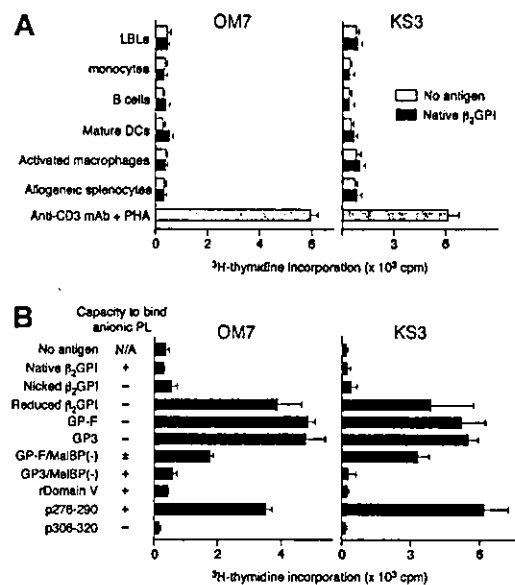 A
OM7
KS3
LBLs
monocytes
B cells
Mature DCs
Activated macrophages
Allogeneic splenocytes
Anti-CD3 mAb + PHA
No antigen
Native β₂GPI
0 2 4 6
0 3 6
³H-thymidine incorporation (x 10³ cpm)
B
Capacity to bind
anionic PL
OM7
KS3
No antigen N/A
Native β₂GPI +
Nicked β₂GPI −
Reduced β₂GPI −
GP-F −
GP3 −
GP-F/MalBP(-) ±
GP3/MalBP(-) +
rDomain V +
p276-290 +
p306-320 −
0 2 4 6
0 3 6
³H-thymidine incorporation (x 10³ cpm)